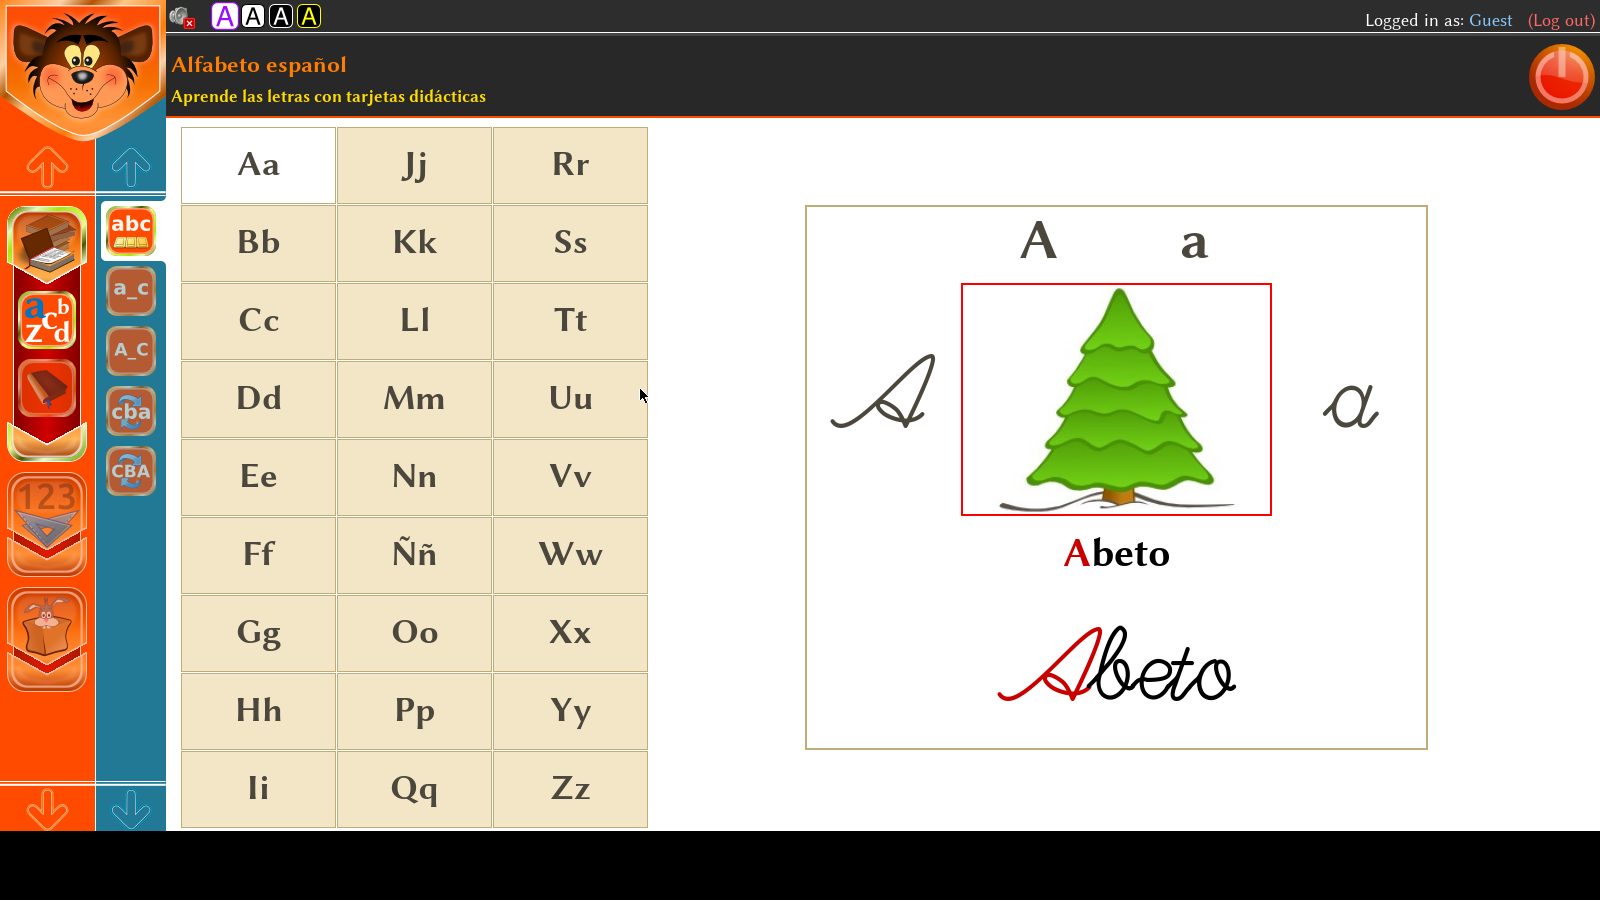 A A A A
Logged in as: Guest (Log out)
Alfabeto español
Aprende las letras con tarjetas didácticas
Aa Jj Rr
Bb Kk Ss
Cc Ll Tt
Dd Mm Uu
Ee Nn Vv
Ff Ññ Ww
Gg Oo Xx
Hh Pp Yy
Ii Qq Zz
A a
A a
Abeto
Abeto
abc
a_c
A_C
cba
CBA
a b c z d
123